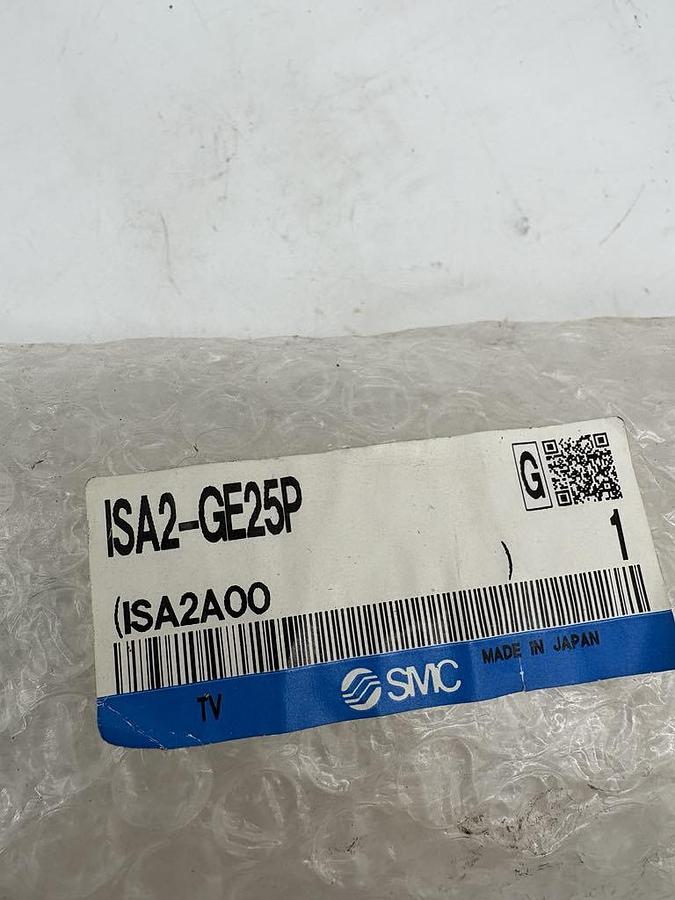 ISA2-GE25P
G
1
(ISA2A00 )
TV
SMC
MADE IN JAPAN